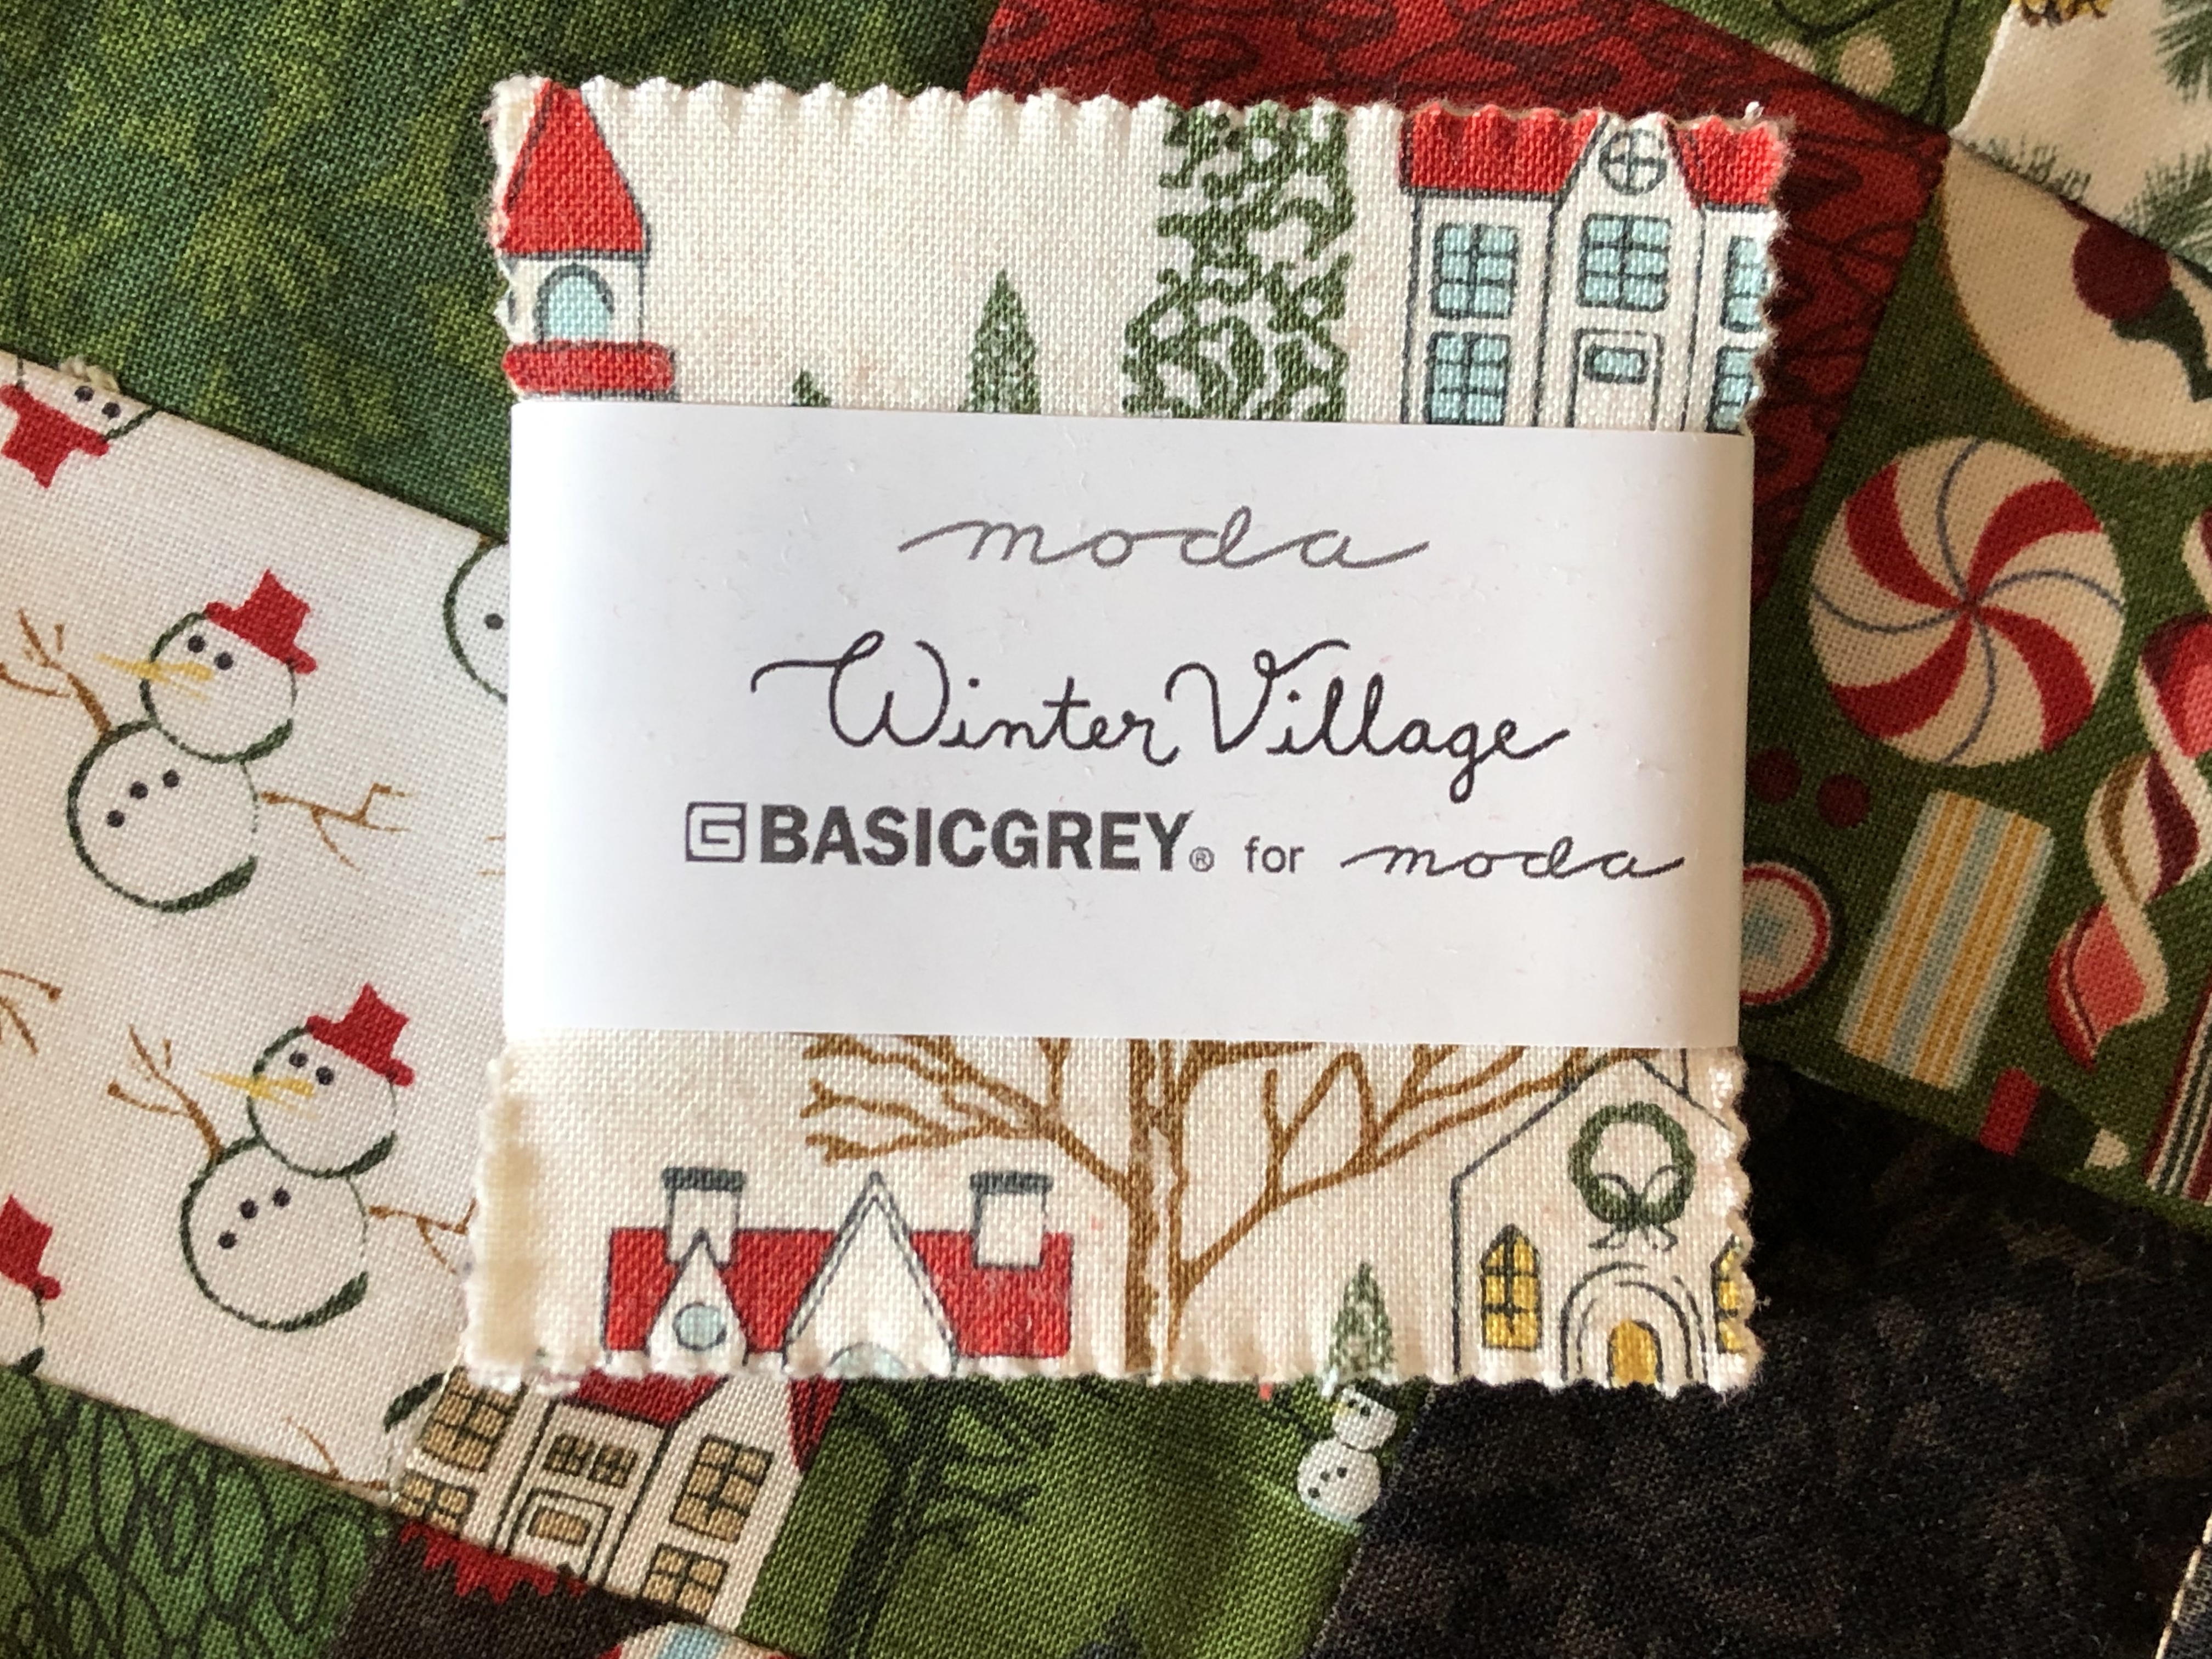 moda
Winter Village
BASICGREY® for moda